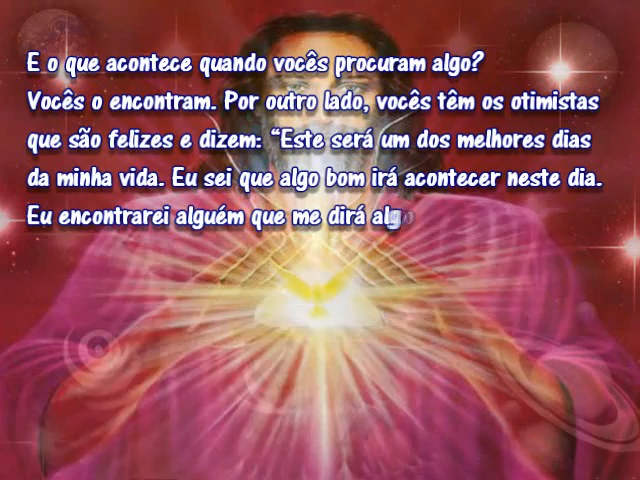 E o que acontece quando vocês procuram algo?
Vocês o encontram. Por outro lado, vocês têm os otimistas
que são felizes e dizem: “Este será um dos melhores dias
da minha vida. Eu sei que algo bom irá acontecer neste dia.
Eu encontrarei alguém que me dirá alg